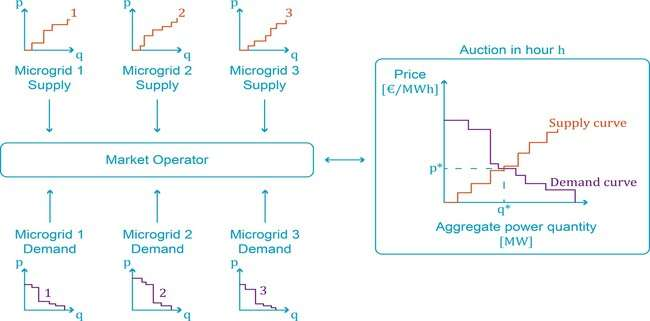 p
1
q
p
2
q
p
3
q
Microgrid 1
Supply
Microgrid 2
Supply
Microgrid 3
Supply
Market Operator
Microgrid 1
Demand
Microgrid 2
Demand
Microgrid 3
Demand
p
1
q
p
2
q
p
3
q
Auction in hour h
Price
[€/MWh]
Supply curve
p*
Demand curve
q*
Aggregate power quantity
[MW]